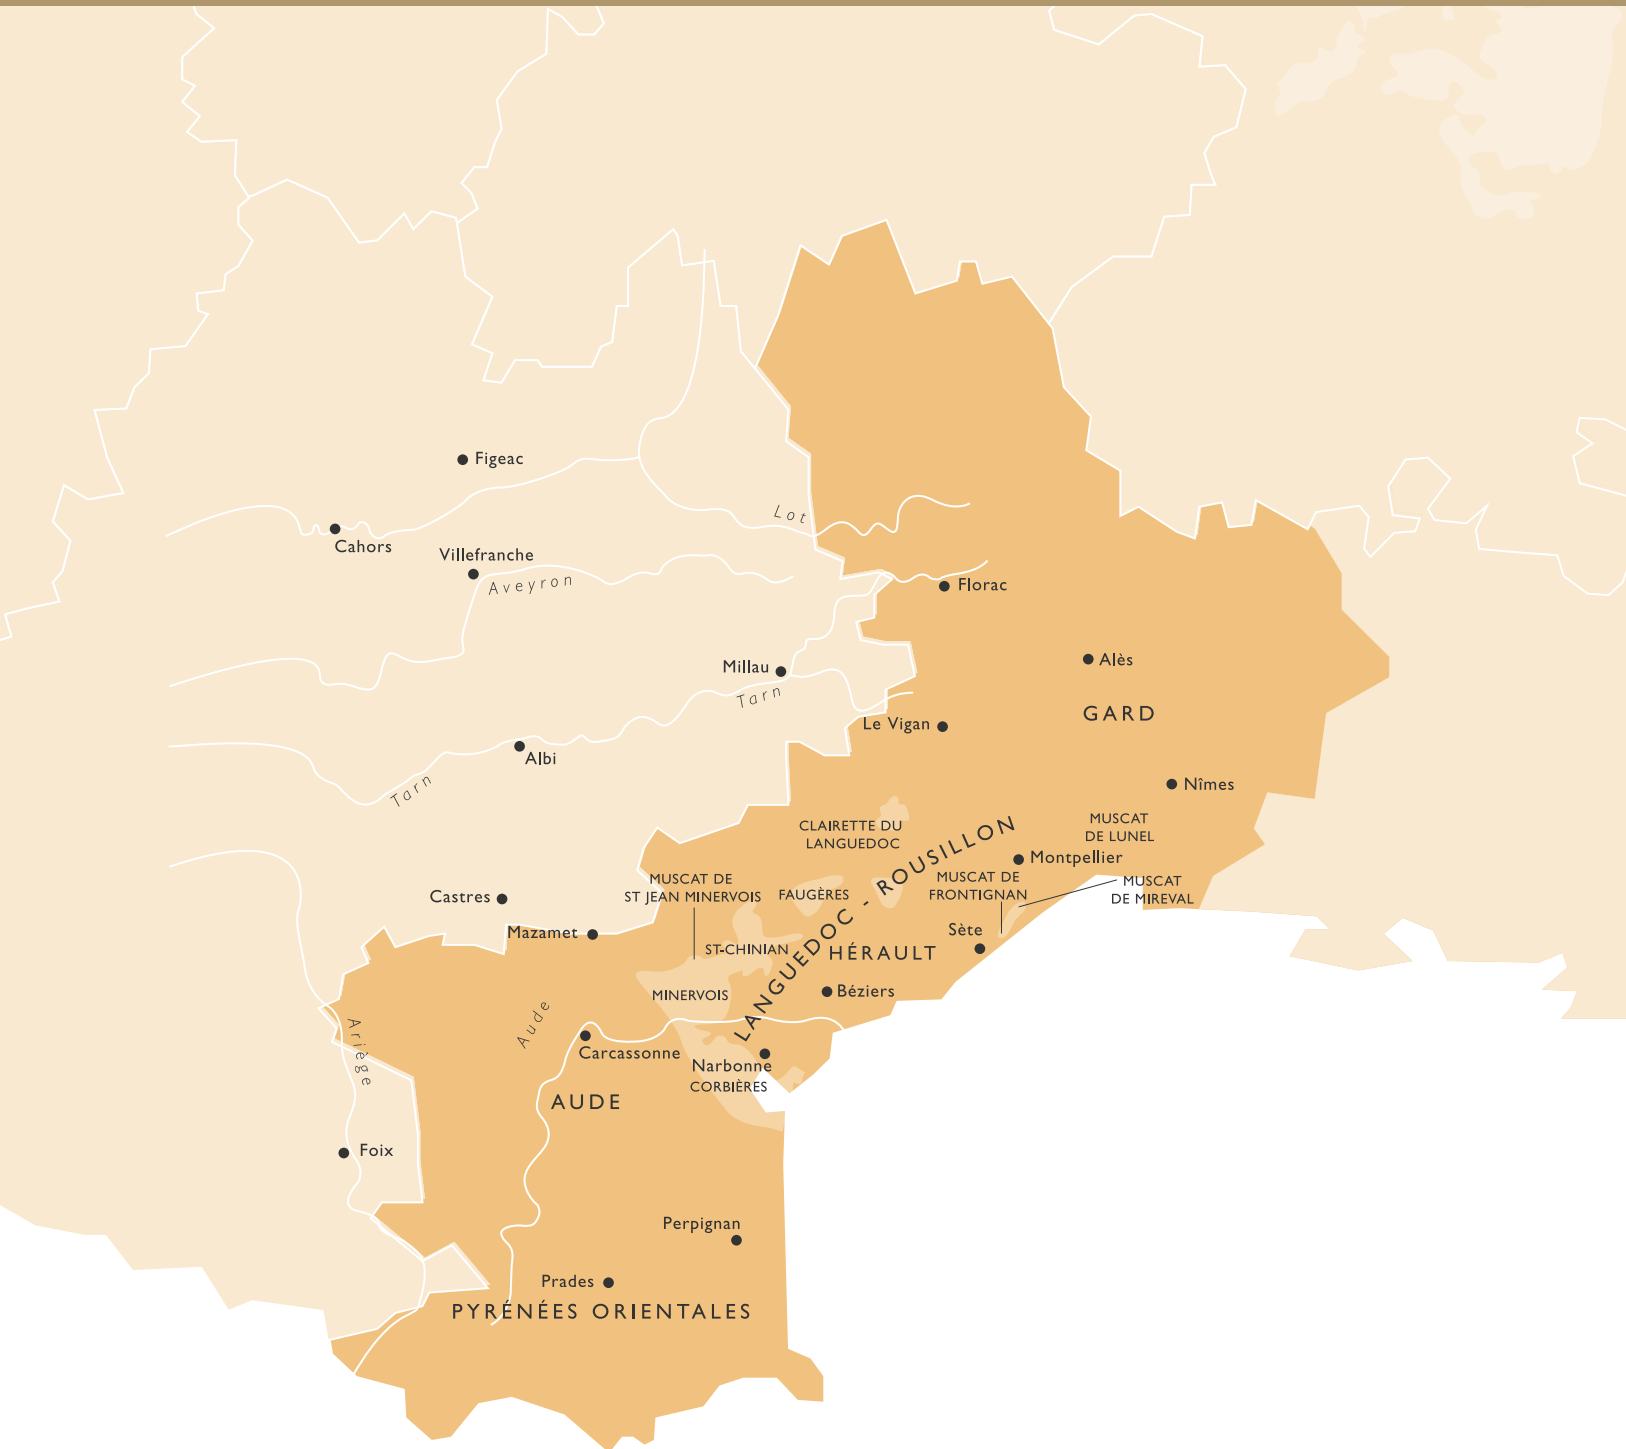 Figeac
Lot
Cahors
Villefranche
Aveyron
Florac
Millau
Alès
Tarn
GARD
Le Vigan
Albi
Tarn
Nîmes
CLAIRETTE DU
LANGUEDOC
MUSCAT
DE LUNEL
LANGUEDOC - ROUSILLON
Montpellier
MUSCAT DE
ST JEAN MINERVOIS
FAUGÈRES
MUSCAT DE
FRONTIGNAN
MUSCAT
DE MIREVAL
Castres
Mazamet
Sète
ST-CHINIAN
HÉRAULT
MINERVOIS
Béziers
Aude
Ariège
Carcassonne
Narbonne
CORBIÈRES
AUDE
Foix
Perpignan
Prades
PYRÉNÉES ORIENTALES